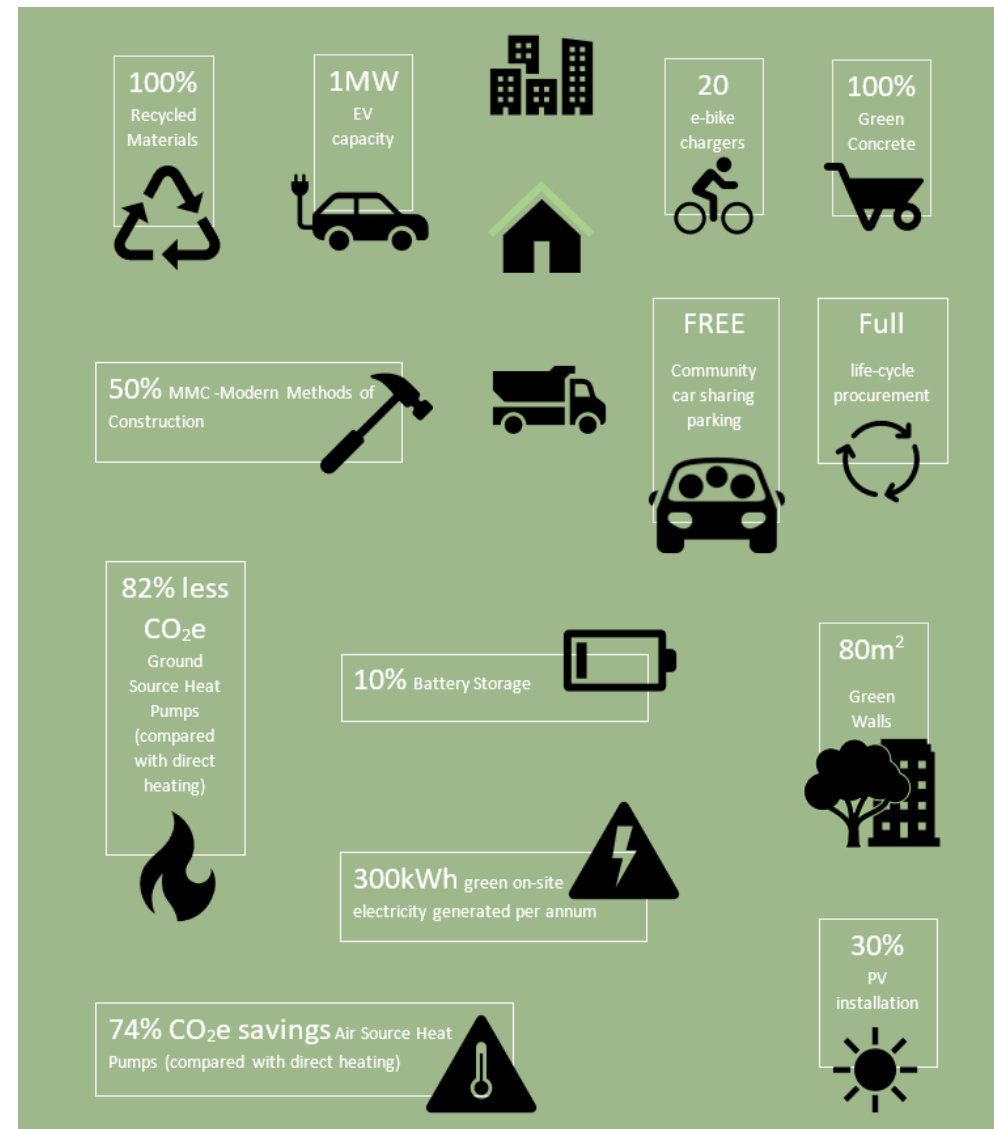 100%
Recycled
Materials
1MW
EV
capacity
20
e-bike
chargers
100%
Green
Concrete
50% MMC -Modern Methods of
Construction
FREE
Community
car sharing
parking
Full
life-cycle
procurement
82% less
CO₂e
Ground
Source Heat
Pumps
(compared
with direct
heating)
10% Battery Storage
80m²
Green
Walls
300kWh green on-site
electricity generated per annum
30%
PV
installation
74% CO₂e savings Air Source Heat
Pumps (compared with direct heating)